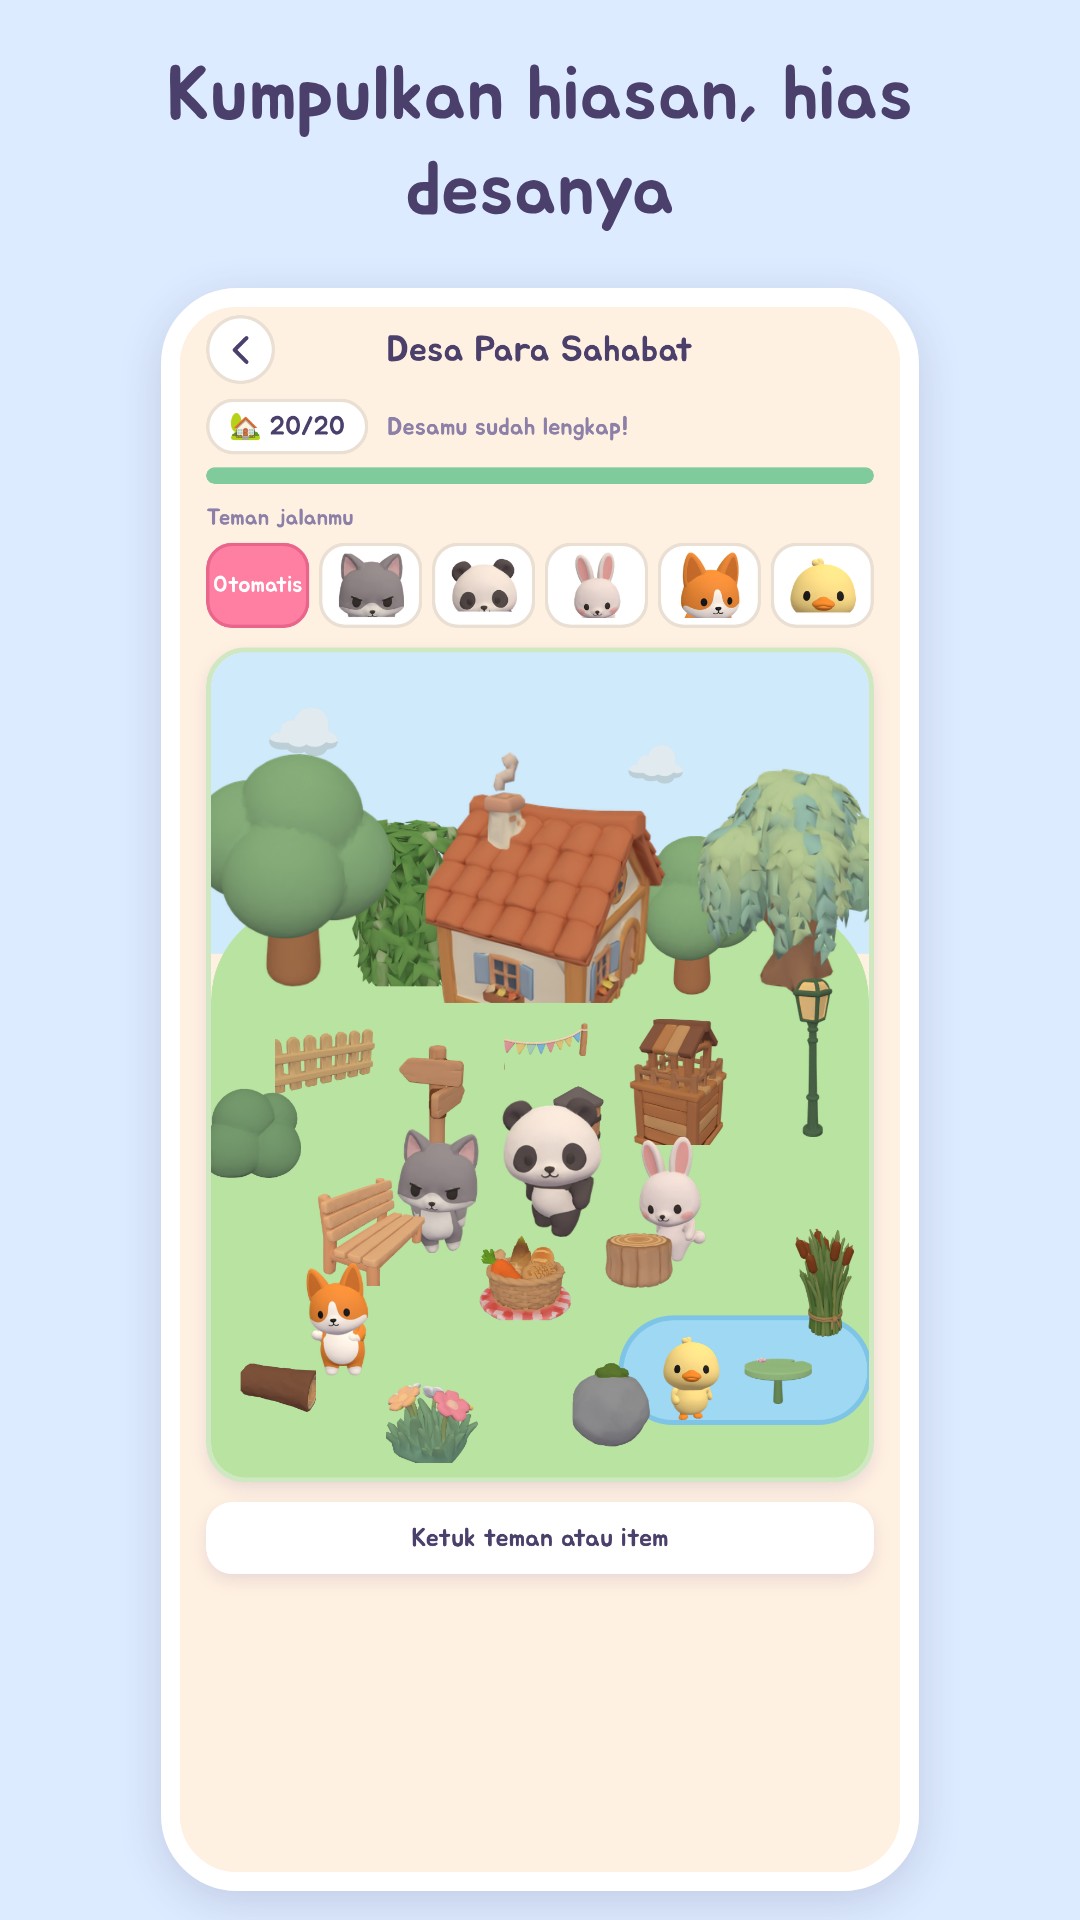 Kumpulkan hiasan, hias
desanya
Desa Para Sahabat
20/20
Desamu sudah lengkap!
Teman jalanmu
Otomatis
Ketuk teman atau item